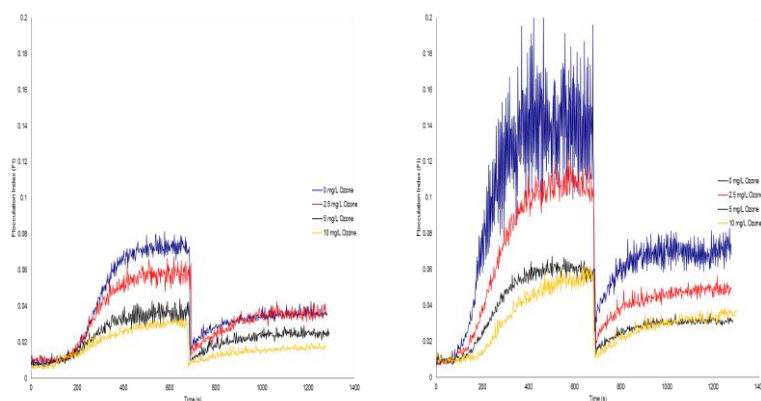 0.2
0.18
0.16
0.14
0.12
0.1
0.08
0.06
0.04
0.02
0
Flocculation Index (FI)
0 mg/L Ozone
2.5 mg/L Ozone
5 mg/L Ozone
10 mg/L Ozone
0 200 400 600 800 1000 1200 1400
Time (s)
0.2
0.18
0.16
0.14
0.12
0.1
0.08
0.06
0.04
0.02
0
Flocculation Index (FI)
0 mg/L Ozone
2.5 mg/L Ozone
5 mg/L Ozone
10 mg/L Ozone
0 200 400 600 800 1000 1200 1400
Time (s)